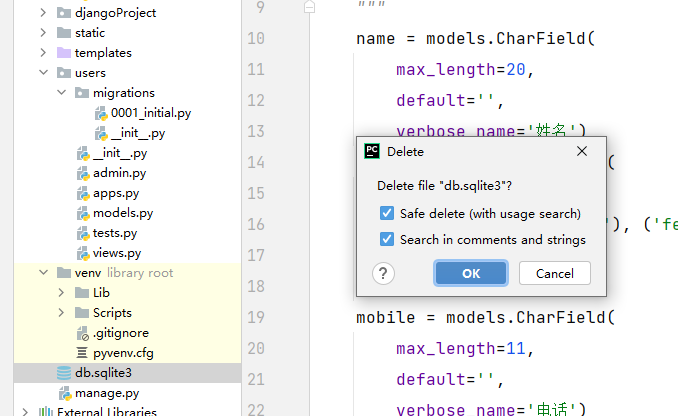 djangoProject
static
templates
users
migrations
0001_initial.py
__init__.py
__init__.py
admin.py
apps.py
models.py
tests.py
views.py
venv library root
Lib
Scripts
.gitignore
pyvenv.cfg
db.sqlite3
manage.py
External Libraries
9 """
10 name = models.CharField(
11 max_length=20,
12 default='',
13 verbose_name='姓名')
14 (
15
16 '), ('fe
17
18
19 mobile = models.CharField(
20 max_length=11,
21 default='',
22 verbose_name='电话')
PC Delete
Delete file "db.sqlite3"?
Safe delete (with usage search)
Search in comments and strings
? OK Cancel